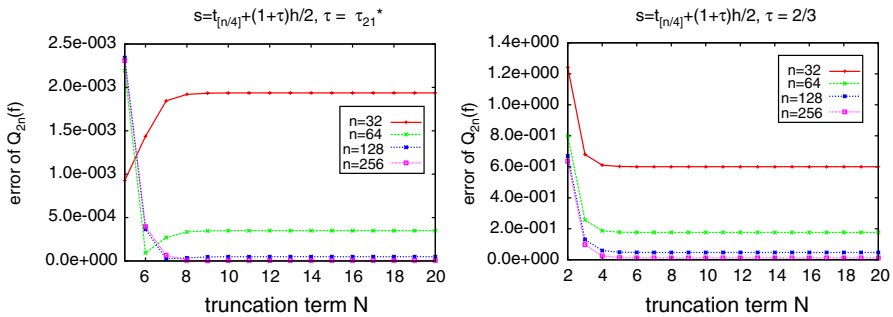 s=t[n/4]+(1+τ)h/2, τ = τ21*
2.5e-003
2.0e-003
1.5e-003
1.0e-003
5.0e-004
0.0e+000
error of Q2n(f)
n=32
n=64
n=128
n=256
6 8 10 12 14 16 18 20
truncation term N
s=t[n/4]+(1+τ)h/2, τ = 2/3
1.4e+000
1.2e+000
1.0e+000
8.0e-001
6.0e-001
4.0e-001
2.0e-001
0.0e+000
error of Q2n(f)
n=32
n=64
n=128
n=256
2 4 6 8 10 12 14 16 18 20
truncation term N